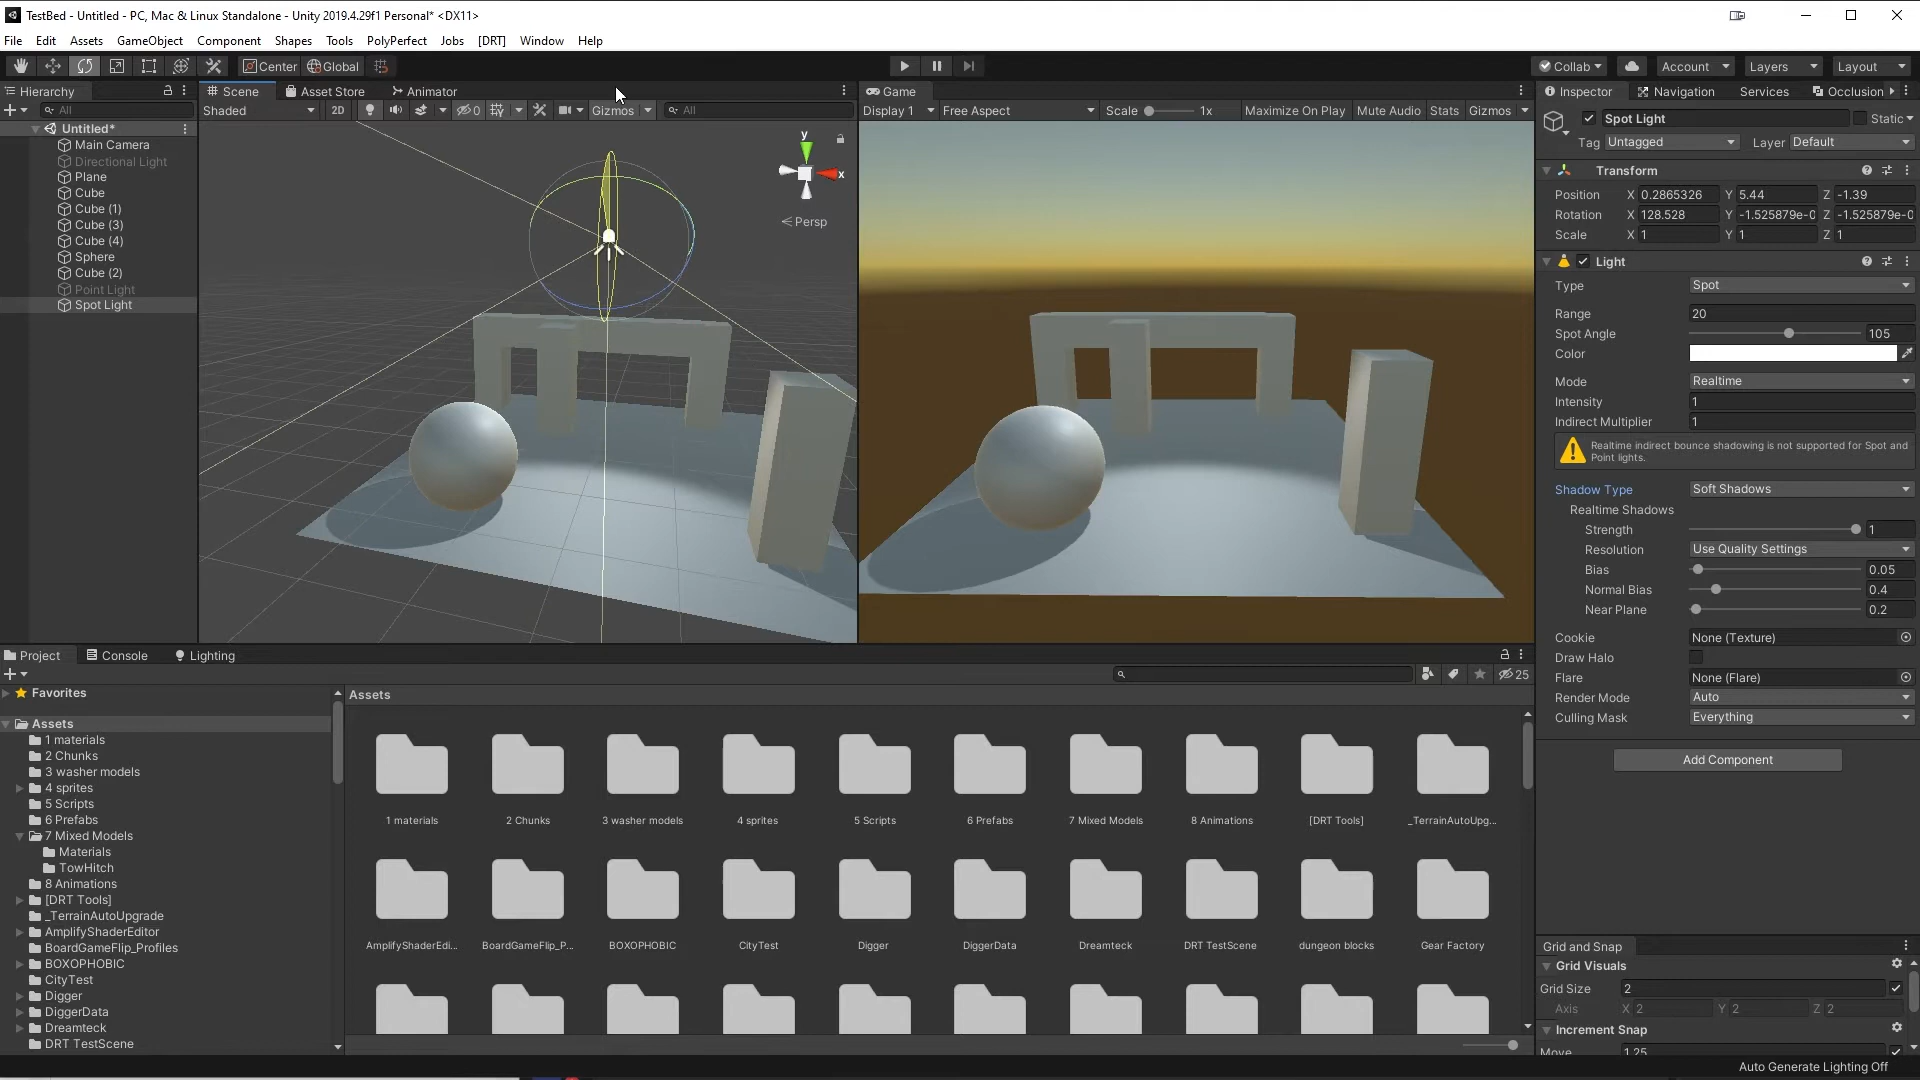 TestBed - Untitled - PC, Mac & Linux Standalone - Unity 2019.4.29f1 Personal* <DX11>
File Edit Assets GameObject Component Shapes Tools PolyPerfect Jobs [DRT] Window Help
Center Global Collab Account Layers Layout
Hierarchy
All
Untitled*
Main Camera
Directional Light
Plane
Cube
Cube (1)
Cube (3)
Cube (4)
Sphere
Cube (2)
Point Light
Spot Light
Scene Asset Store Animator
Shaded 2D 0 Gizmos All
y
x
Persp
Game
Display 1 Free Aspect Scale 1x Maximize On Play Mute Audio Stats Gizmos
Inspector Navigation Services Occlusion
Spot Light Static
Tag Untagged Layer Default
Transform
Position X 0.2865326 Y 5.44 Z -1.39
Rotation X 128.528 Y -1.525879e-0 Z -1.525879e-0
Scale X 1 Y 1 Z 1
Light
Type Spot
Range 20
Spot Angle 105
Color
Mode Realtime
Intensity 1
Indirect Multiplier 1
Realtime indirect bounce shadowing is not supported for Spot and
Point lights.
Shadow Type Soft Shadows
Realtime Shadows
Strength 1
Resolution Use Quality Settings
Bias 0.05
Normal Bias 0.4
Near Plane 0.2
Cookie None (Texture)
Draw Halo
Flare None (Flare)
Render Mode Auto
Culling Mask Everything
Add Component
Project Console Lighting
25
Favorites
Assets
1 materials
2 Chunks
3 washer models
4 sprites
5 Scripts
6 Prefabs
7 Mixed Models
Materials
TowHitch
8 Animations
[DRT Tools]
_TerrainAutoUpgrade
AmplifyShaderEditor
BoardGameFlip_Profiles
BOXOPHOBIC
CityTest
Digger
DiggerData
Dreamteck
DRT TestScene
Assets
1 materials 2 Chunks 3 washer models 4 sprites 5 Scripts 6 Prefabs 7 Mixed Models 8 Animations [DRT Tools] _TerrainAutoUpg...
AmplifyShaderEdi... BoardGameFlip_P... BOXOPHOBIC CityTest Digger DiggerData Dreamteck DRT TestScene dungeon blocks Gear Factory
Grid and Snap
Grid Visuals
Grid Size 2
Axis X 2 Y 2 Z 2
Increment Snap
Move 1.25
Auto Generate Lighting Off